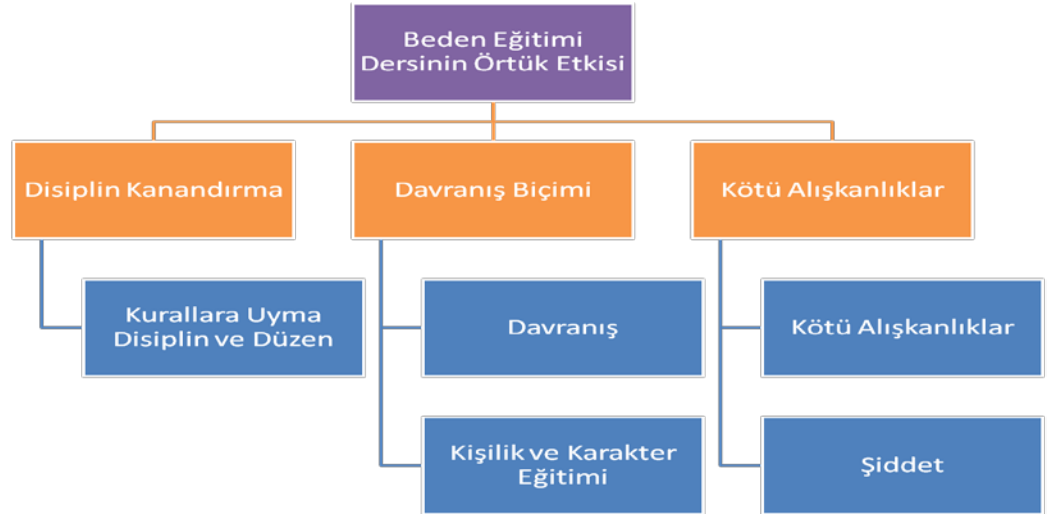 Beden Eğitimi
Dersinin Örtük Etkisi
Disiplin Kanandırma
Davranış Biçimi
Kötü Alışkanlıklar
Kurallara Uyma
Disiplin ve Düzen
Davranış
Kötü Alışkanlıklar
Kişilik ve Karakter
Eğitimi
Şiddet